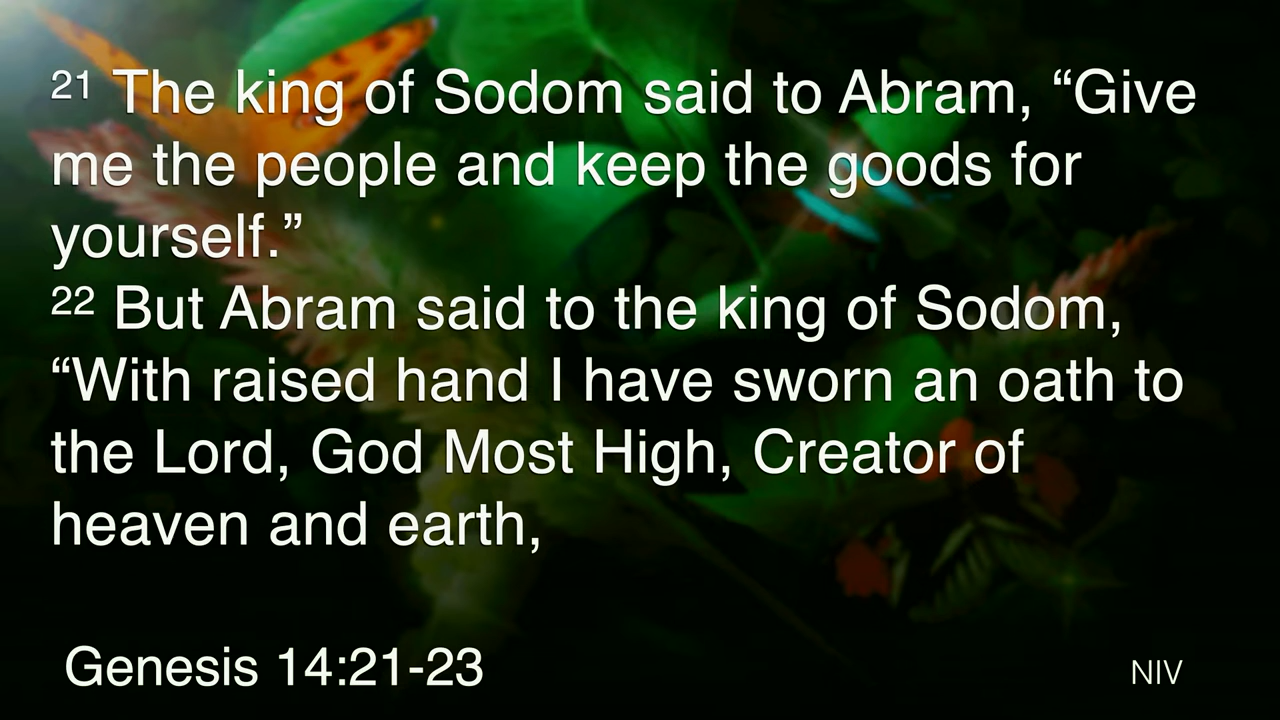 21 The king of Sodom said to Abram, “Give
me the people and keep the goods for
yourself.”
22 But Abram said to the king of Sodom,
“With raised hand I have sworn an oath to
the Lord, God Most High, Creator of
heaven and earth,
Genesis 14:21-23
NIV